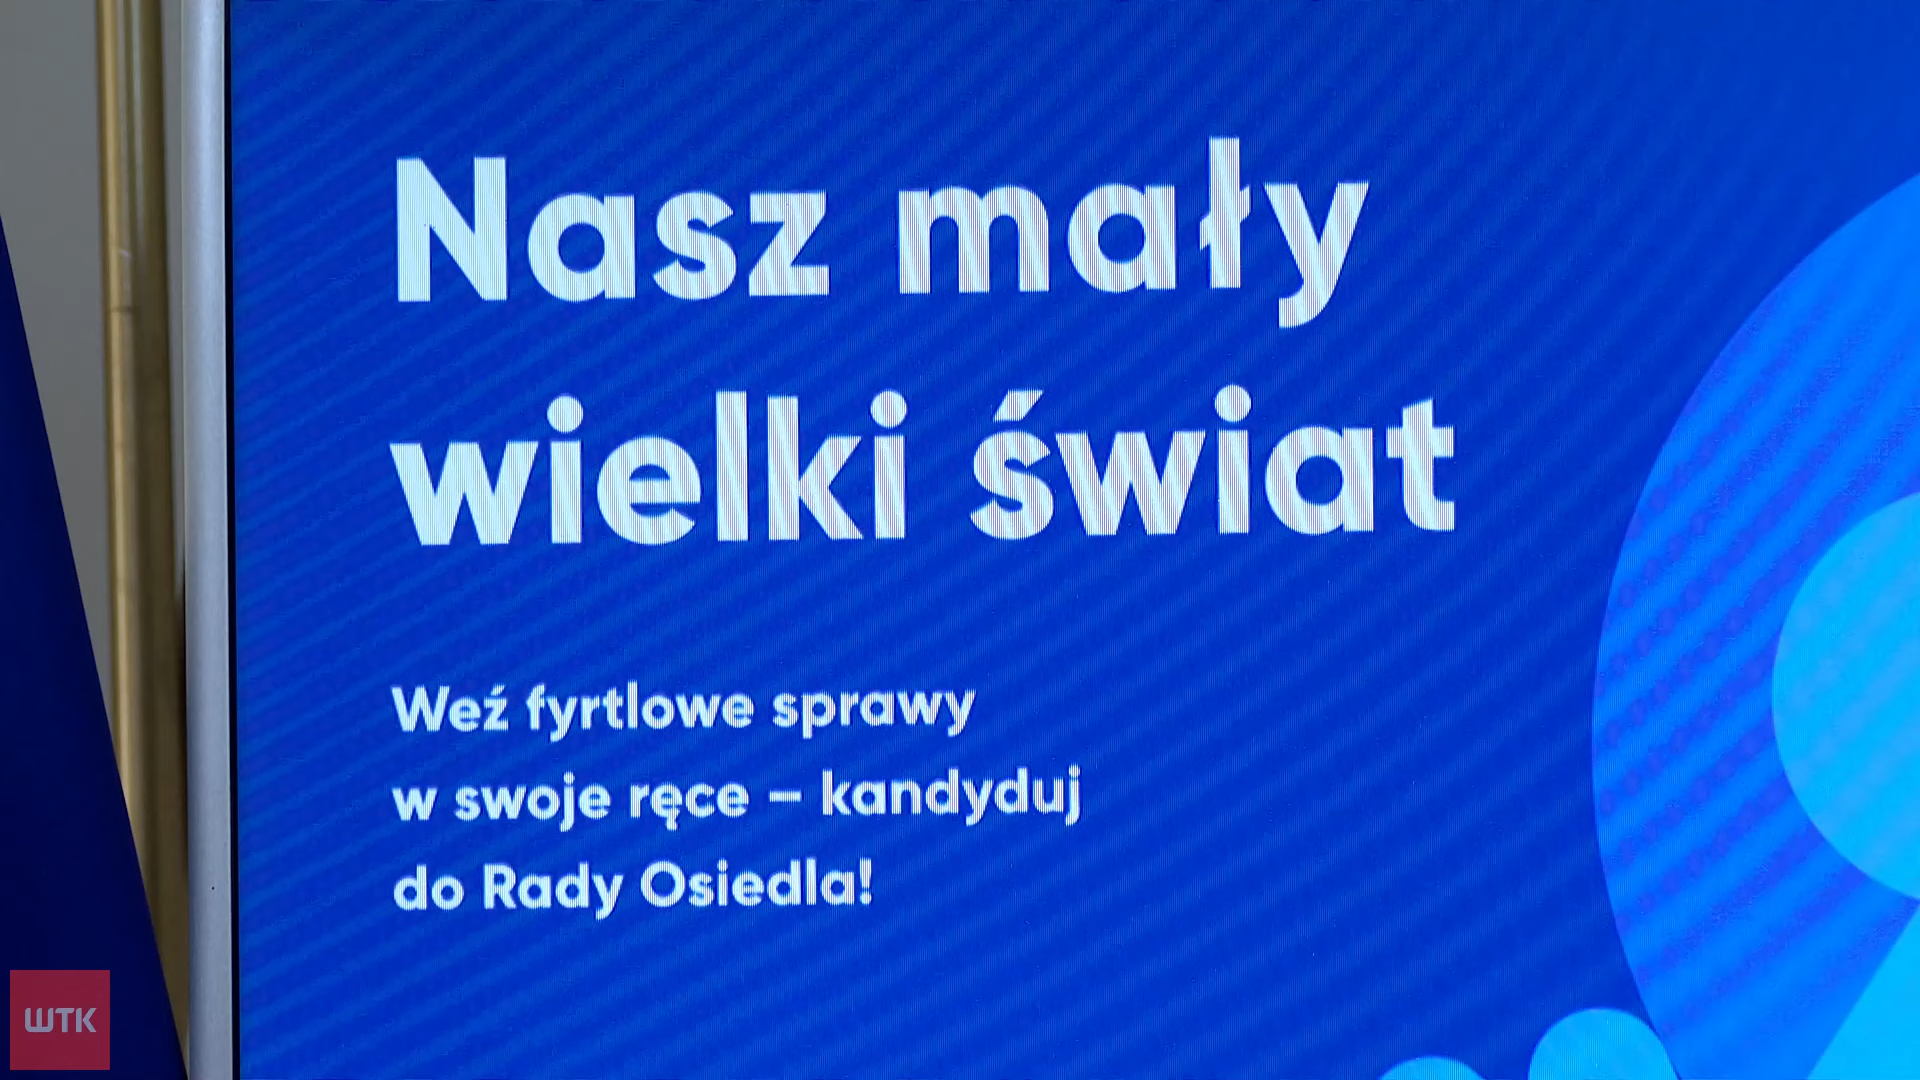 Nasz mały
wielki świat
Weź fyrtlowe sprawy
w swoje ręce – kandyduj
do Rady Osiedla!
WTK